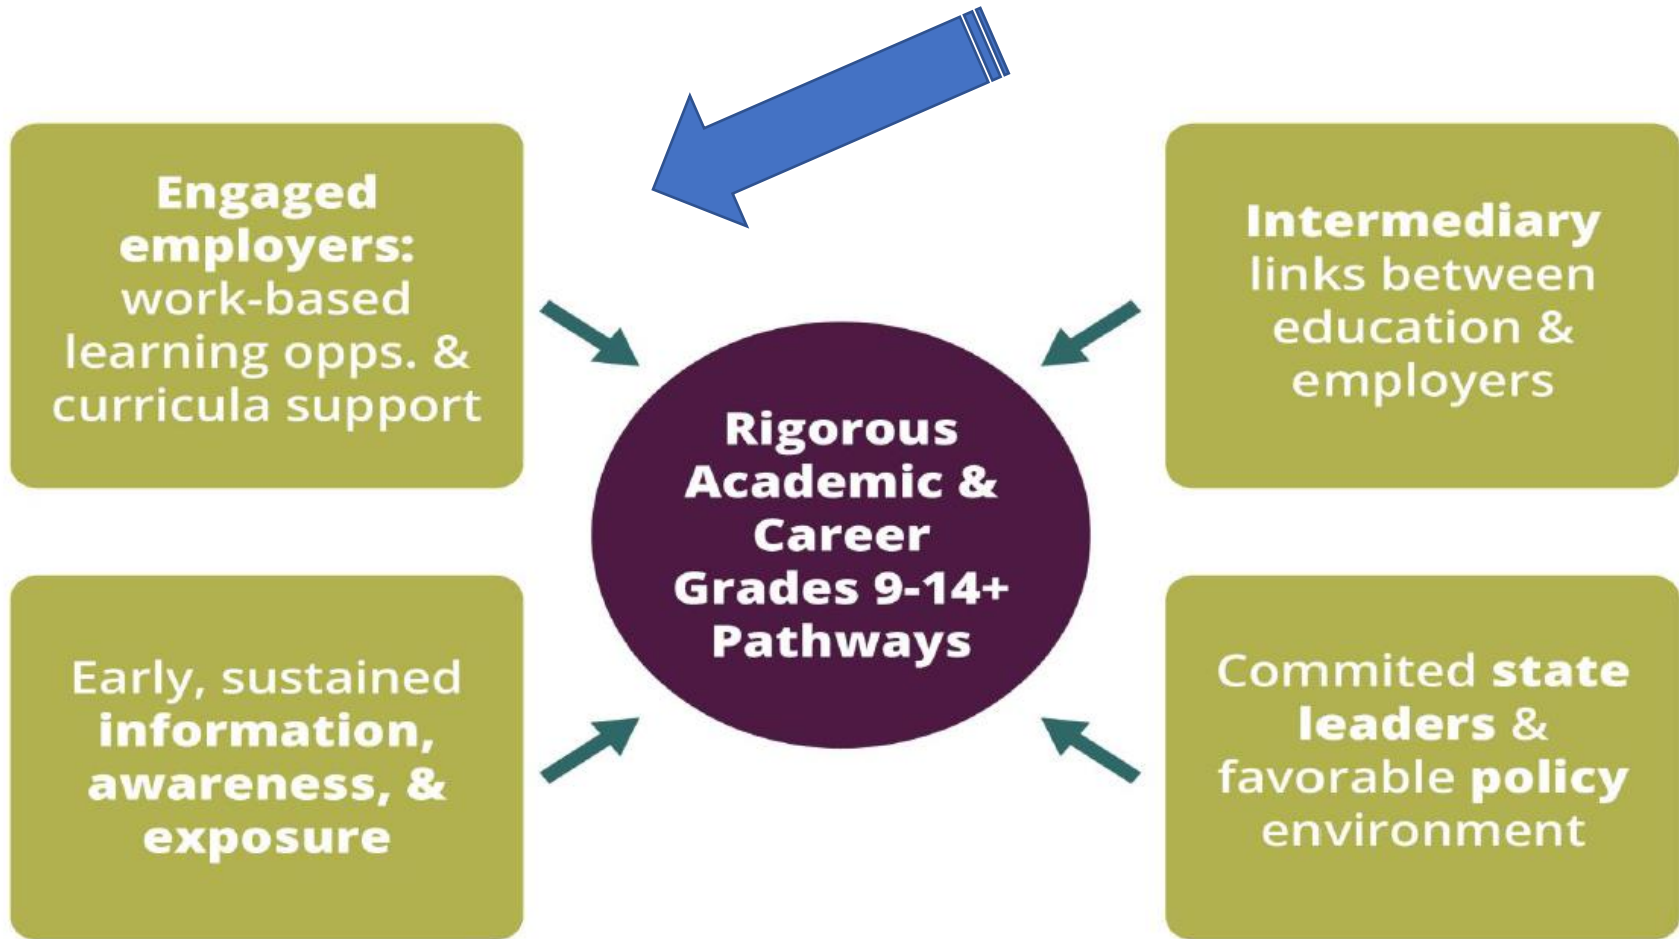 Engaged
employers:
work-based
learning opps. &
curricula support
Intermediary
links between
education &
employers
Rigorous
Academic &
Career
Grades 9-14+
Pathways
Early, sustained
information,
awareness, &
exposure
Commited state
leaders &
favorable policy
environment